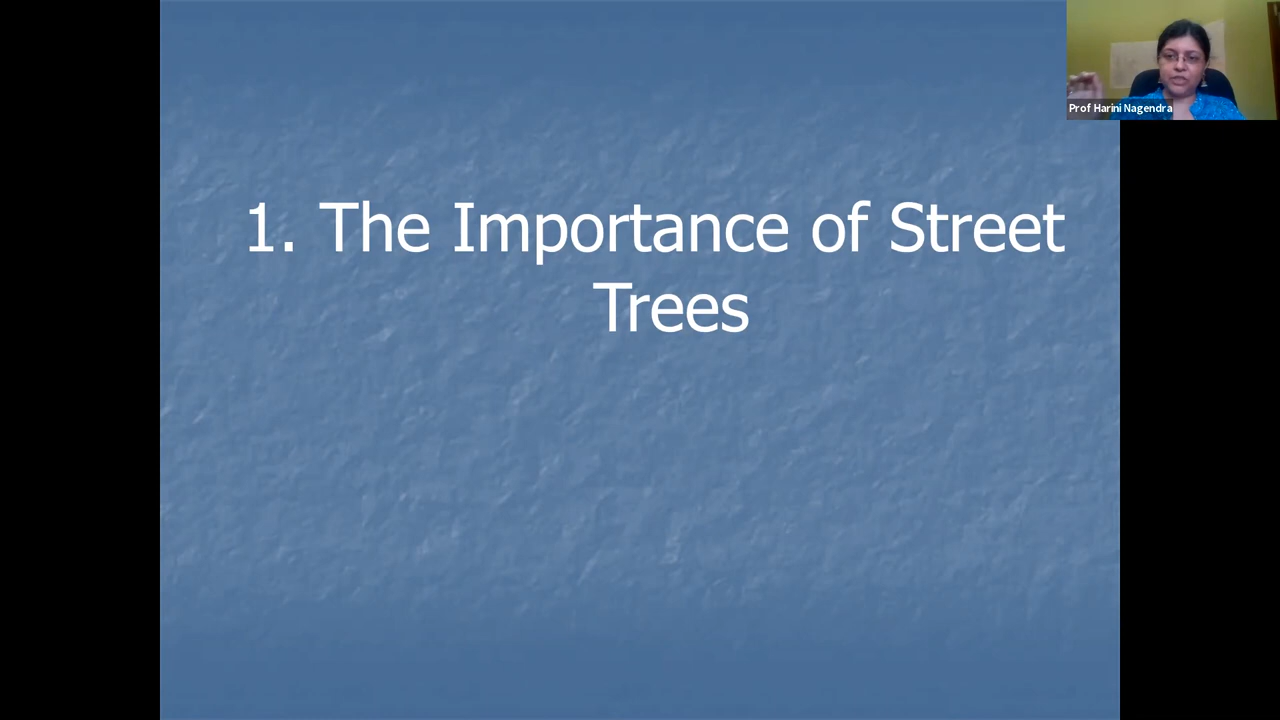 Prof Harini Nagendra
1. The Importance of Street
Trees